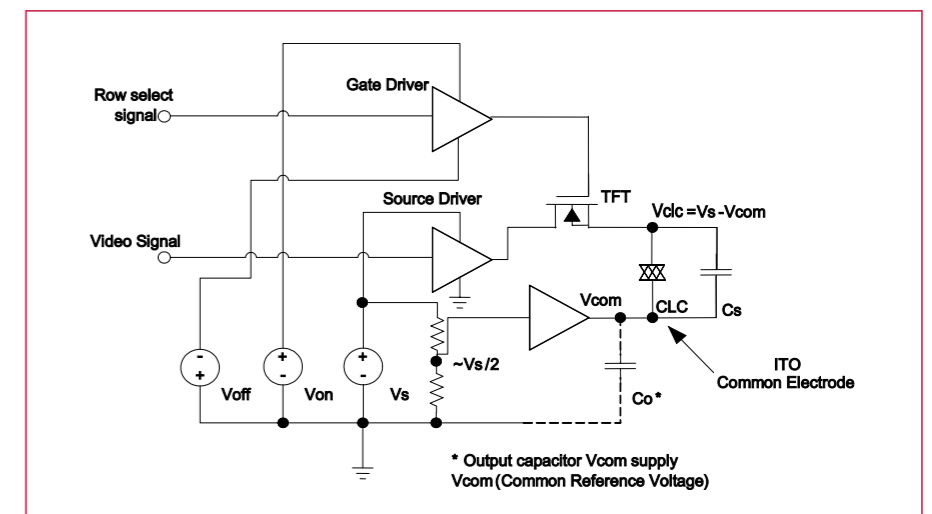 Gate Driver
Row select
signal
Source Driver
TFT
Vclc =Vs -Vcom
Video Signal
Vcom
CLC
Cs
~Vs /2
ITO
Common Electrode
-
+
Voff
+
-
Von
+
-
Vs
Co *
* Output capacitor Vcom supply
Vcom (Common Reference Voltage)